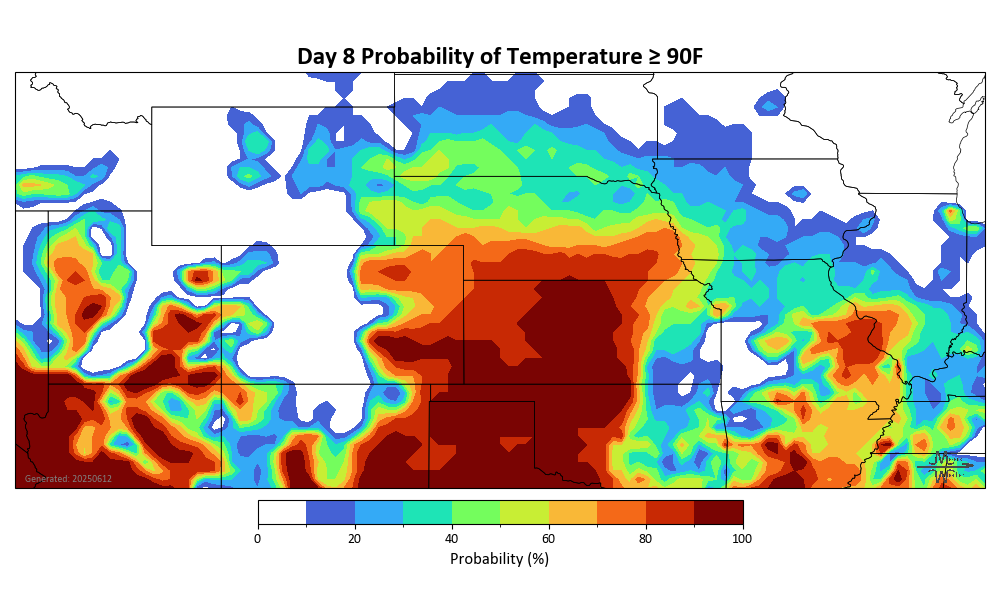 Day 8 Probability of Temperature ≥ 90F
Generated: 20250612
0 20 40 60 80 100
Probability (%)